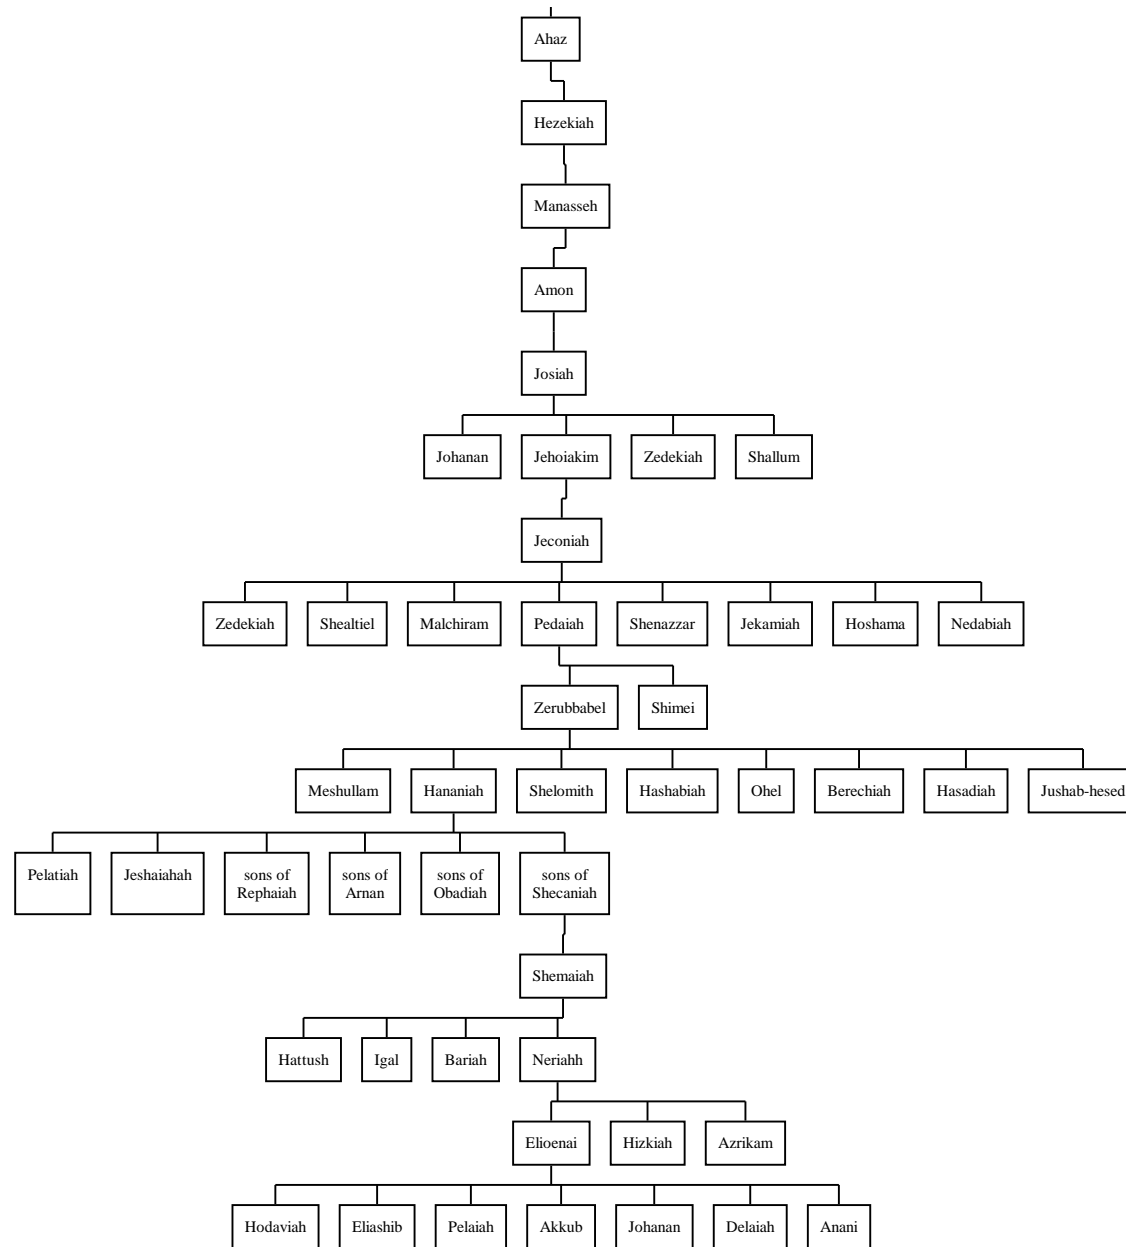 Ahaz
Hezekiah
Manasseh
Amon
Josiah
Johanan
Jehoiakim
Zedekiah
Shallum
Jeconiah
Zedekiah
Shealtiel
Malchiram
Pedaiah
Shenazzar
Jekamiah
Hoshama
Nedabiah
Zerubbabel
Shimei
Meshullam
Hananiah
Shelomith
Hashabiah
Ohel
Berechiah
Hasadiah
Jushab-hesed
Pelatiah
Jeshaiahah
sons of
Rephaiah
sons of
Arnan
sons of
Obadiah
sons of
Shecaniah
Shemaiah
Hattush
Igal
Bariah
Neriahh
Elioenai
Hizkiah
Azrikam
Hodaviah
Eliashib
Pelaiah
Akkub
Johanan
Delaiah
Anani